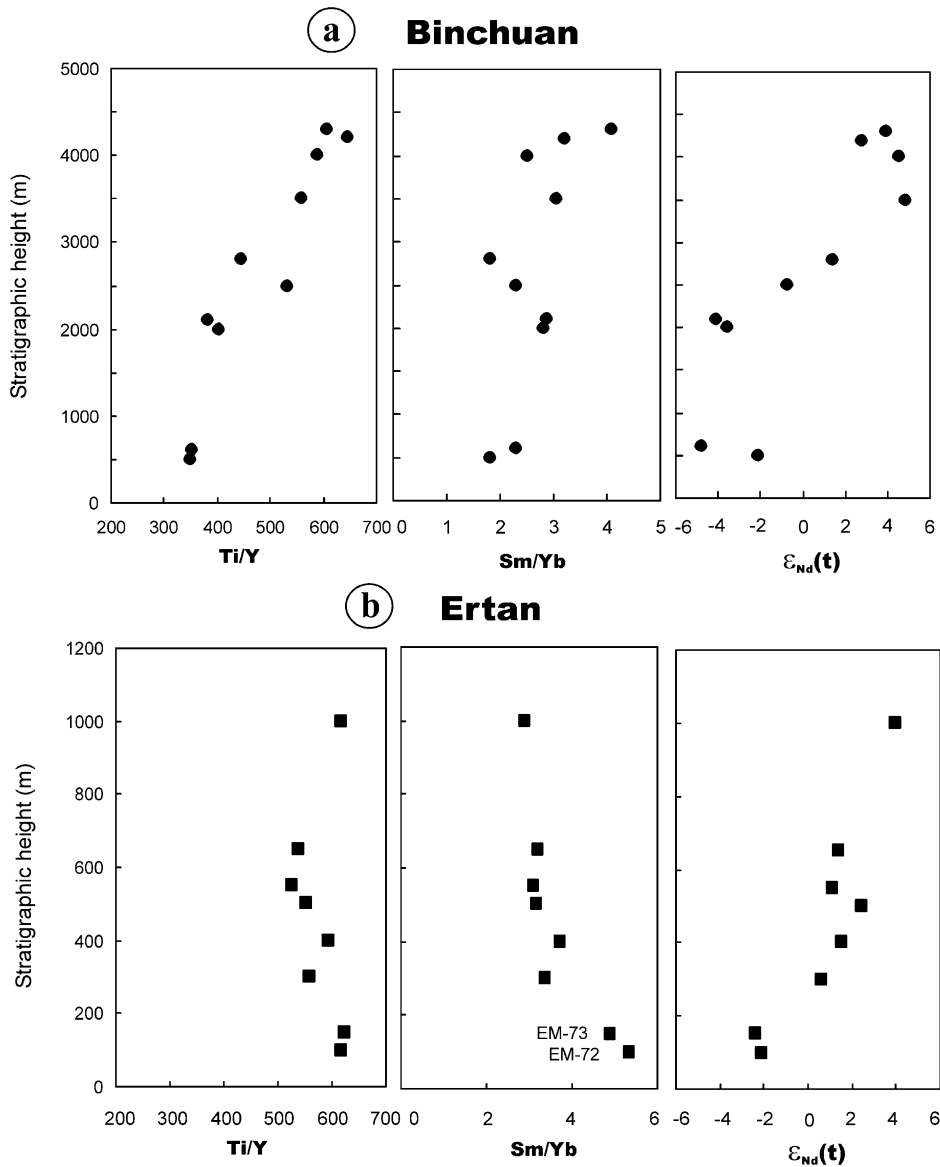 a Binchuan
Stratigraphic height (m)
5000
4000
3000
2000
1000
0
200 300 400 500 600 700
Ti/Y
0 1 2 3 4 5
Sm/Yb
-6 -4 -2 0 2 4 6
εNd(t)
b Ertan
Stratigraphic height (m)
1200
1000
800
600
400
200
0
200 300 400 500 600 700
Ti/Y
EM-73
EM-72
0 2 4 6
Sm/Yb
-6 -4 -2 0 2 4 6
εNd(t)